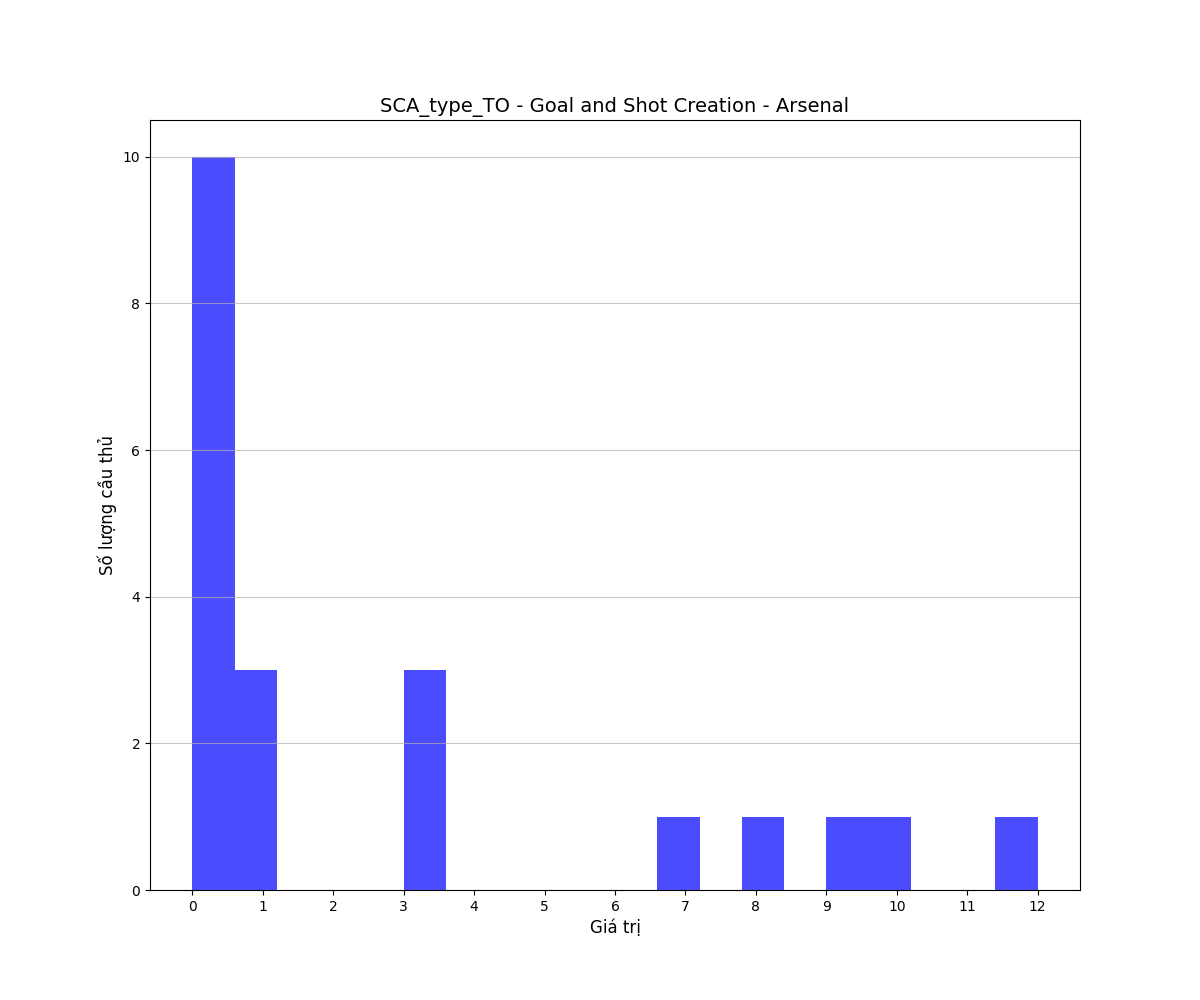 SCA_type_TO - Goal and Shot Creation - Arsenal
10
8
6
4
2
0
Số lượng cầu thủ
0 1 2 3 4 5 6 7 8 9 10 11 12
Giá trị